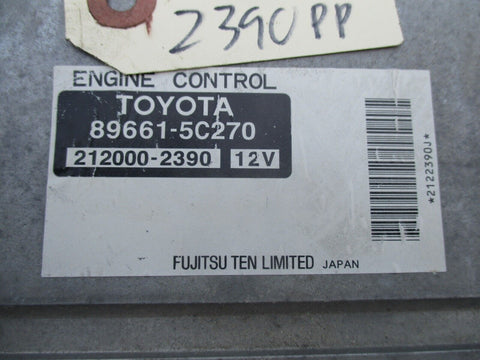 2390PP
ENGINE CONTROL
TOYOTA
89661-5C270
212000-2390 12V
*2122390J*
FUJITSU TEN LIMITED JAPAN